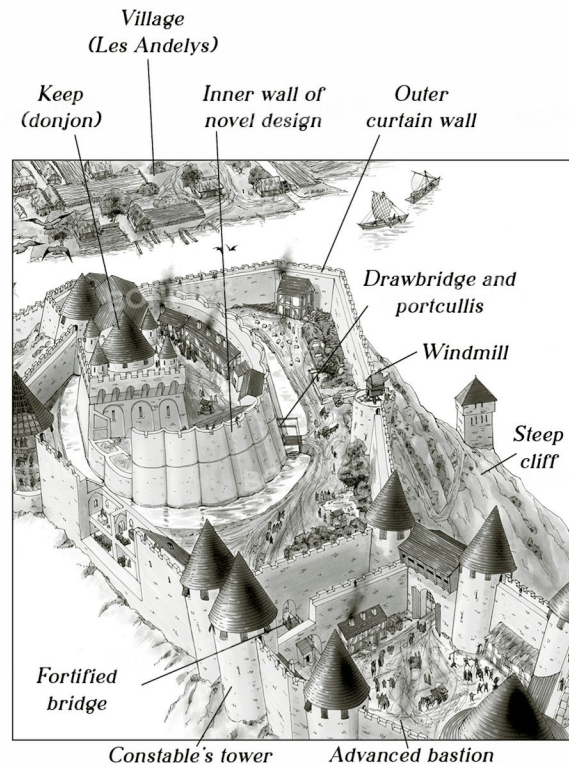 Village
(Les Andelys)
Keep
(donjon)
Inner wall of
novel design
Outer
curtain wall
Drawbridge and
portcullis
Windmill
Steep
cliff
Fortified
bridge
Constable's tower
Advanced bastion